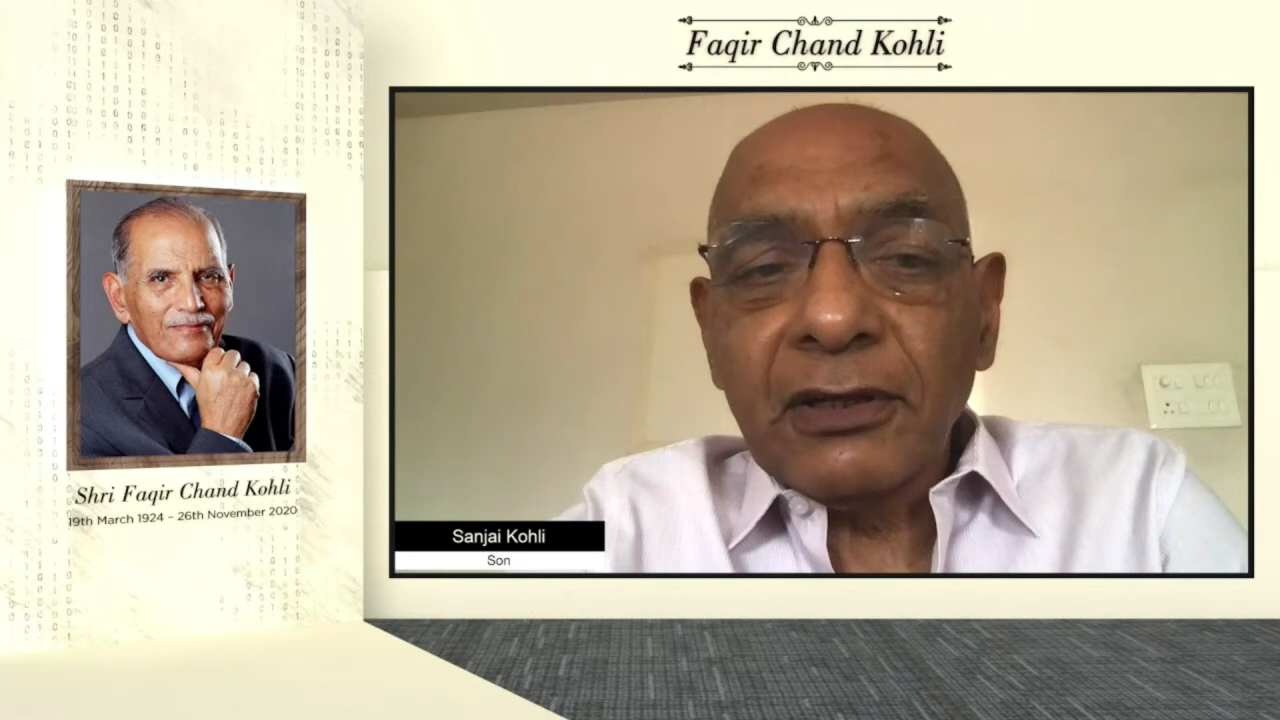 Faqir Chand Kohli
Shri Faqir Chand Kohli
19th March 1924 – 26th November 2020
Sanjai Kohli
Son